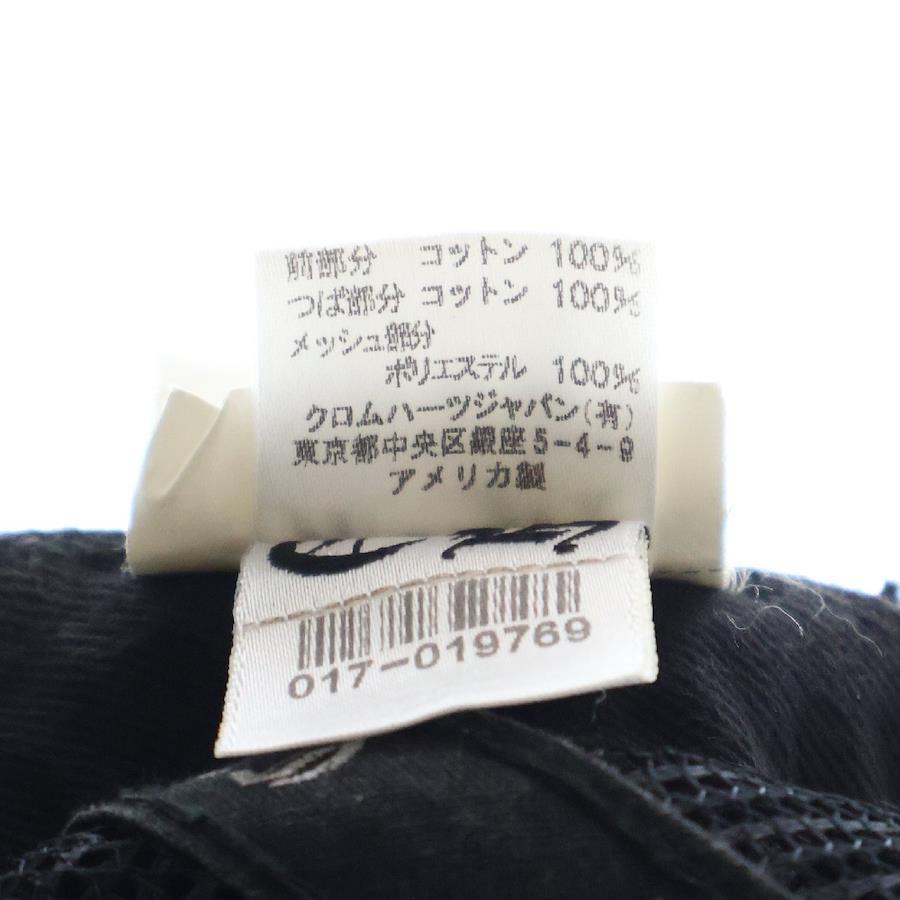 前部分 コットン 100%
つば部分 コットン 100%
メッシュ部分
ポリエステル 100%
クロムハーツジャパン(有)
東京都中央区銀座5-4-9
アメリカ製
017-019769